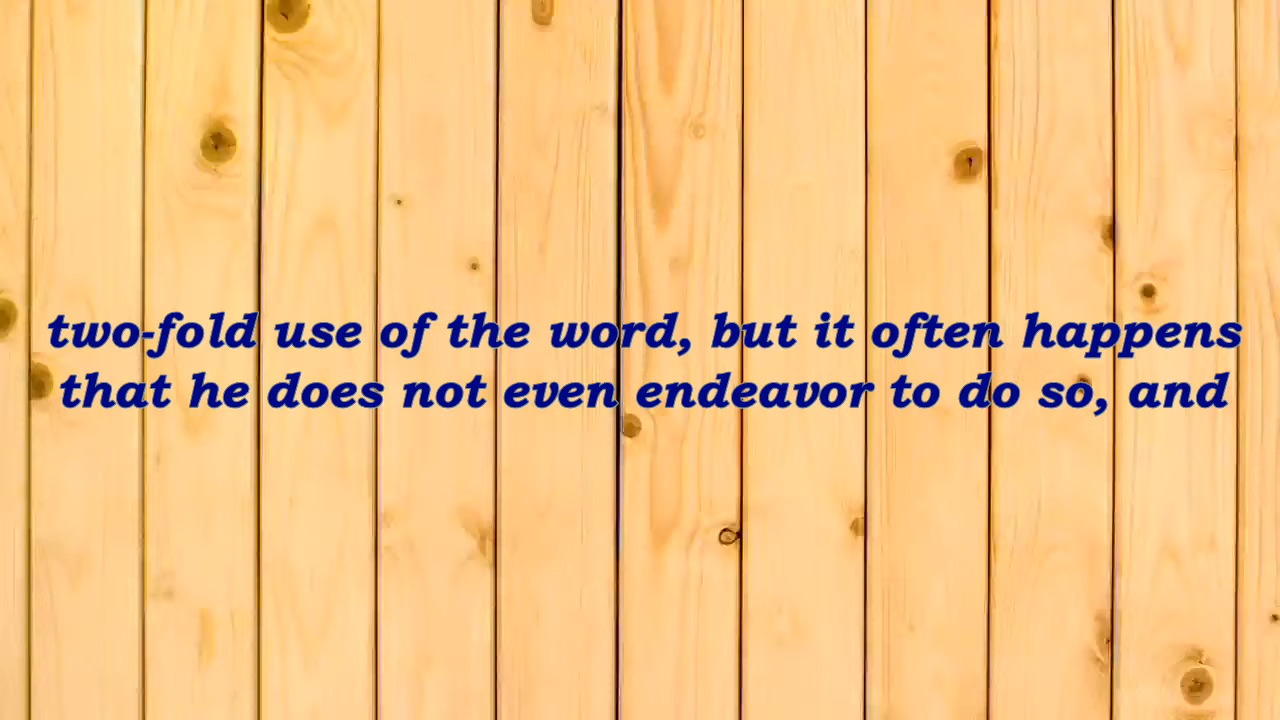 two-fold use of the word, but it often happens
that he does not even endeavor to do so, and